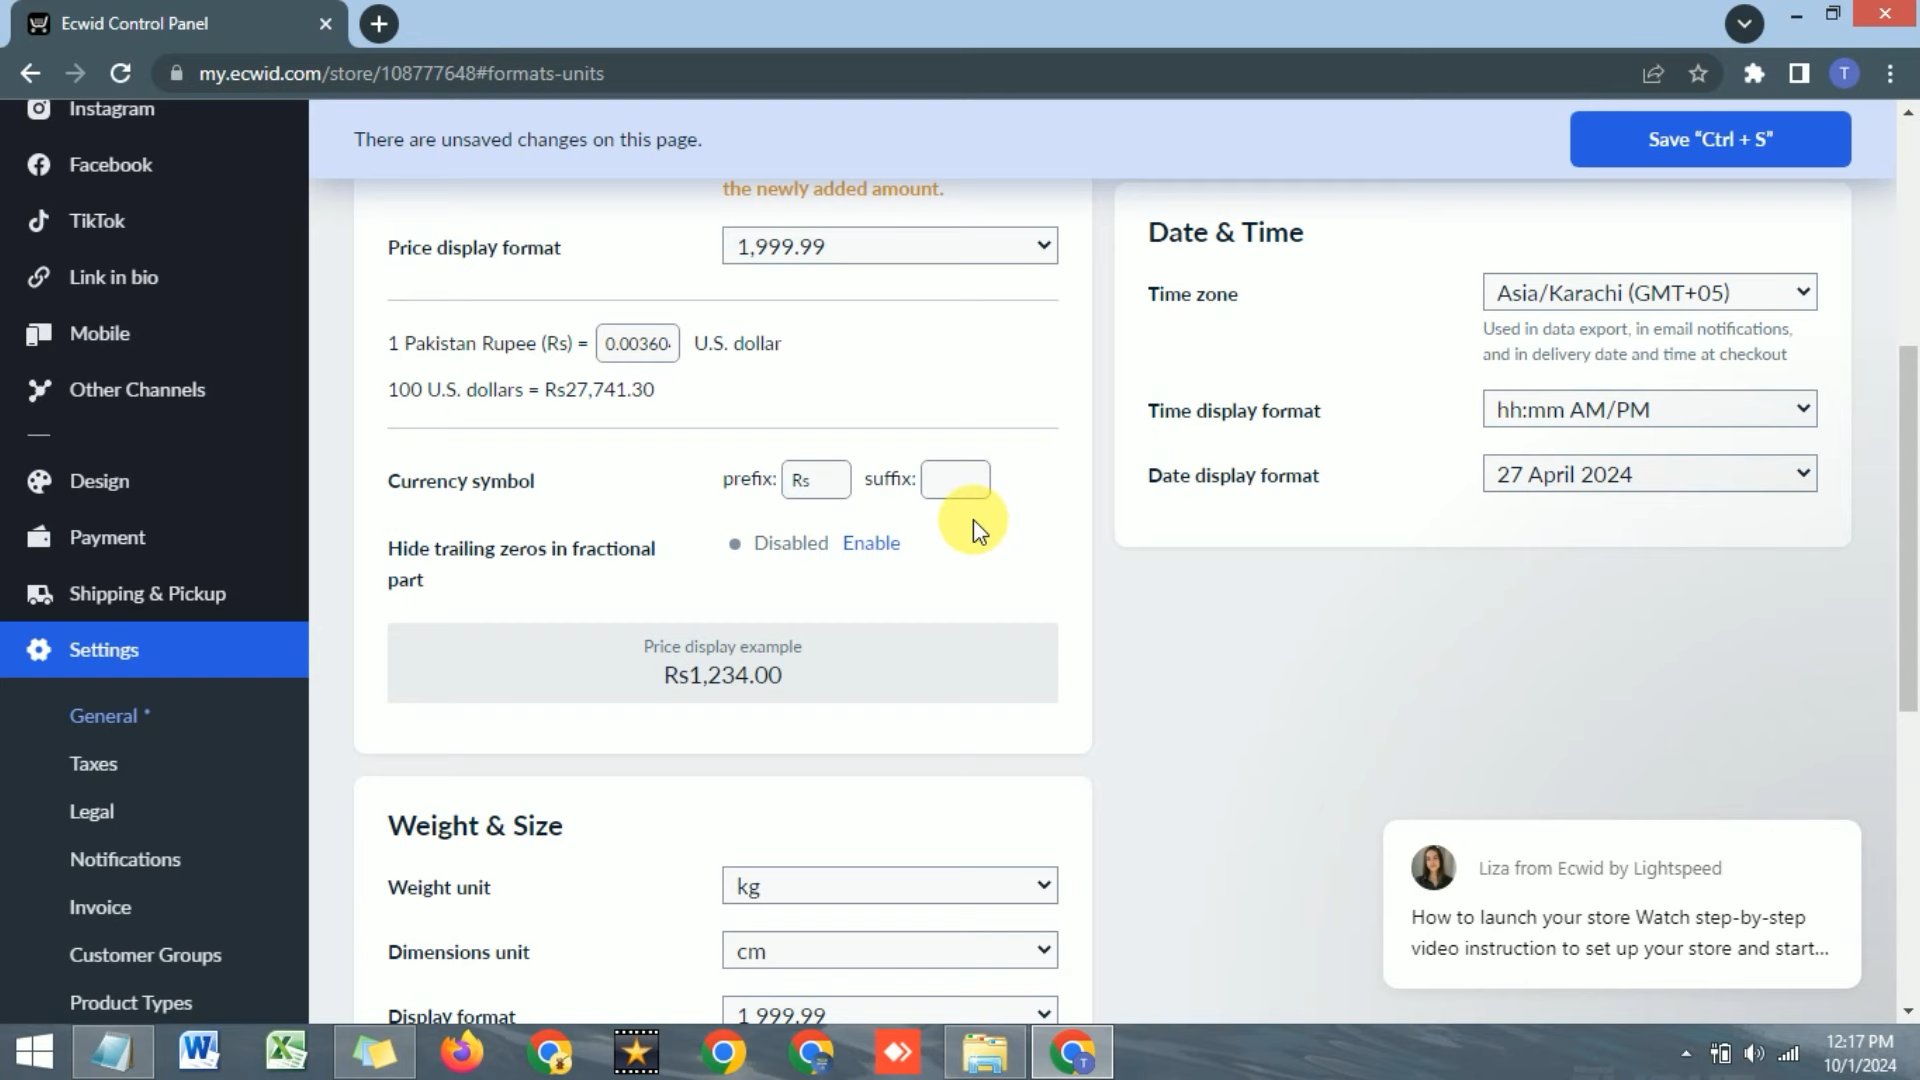 Ecwid Control Panel
my.ecwid.com/store/108777648#formats-units
T
Instagram
Facebook
TikTok
Link in bio
Mobile
Other Channels
Design
Payment
Shipping & Pickup
Settings
General *
Taxes
Legal
Notifications
Invoice
Customer Groups
Product Types
There are unsaved changes on this page.
Save “Ctrl + S”
the newly added amount.
Price display format
1,999.99
1 Pakistan Rupee (Rs) = 0.00360 U.S. dollar
100 U.S. dollars = Rs27,741.30
Currency symbol
prefix: Rs suffix:
Hide trailing zeros in fractional
part
Disabled Enable
Price display example
Rs1,234.00
Weight & Size
Weight unit
kg
Dimensions unit
cm
Display format
1 999.99
Date & Time
Time zone
Asia/Karachi (GMT+05)
Used in data export, in email notifications,
and in delivery date and time at checkout
Time display format
hh:mm AM/PM
Date display format
27 April 2024
Liza from Ecwid by Lightspeed
How to launch your store Watch step-by-step
video instruction to set up your store and start...
12:17 PM
10/1/2024